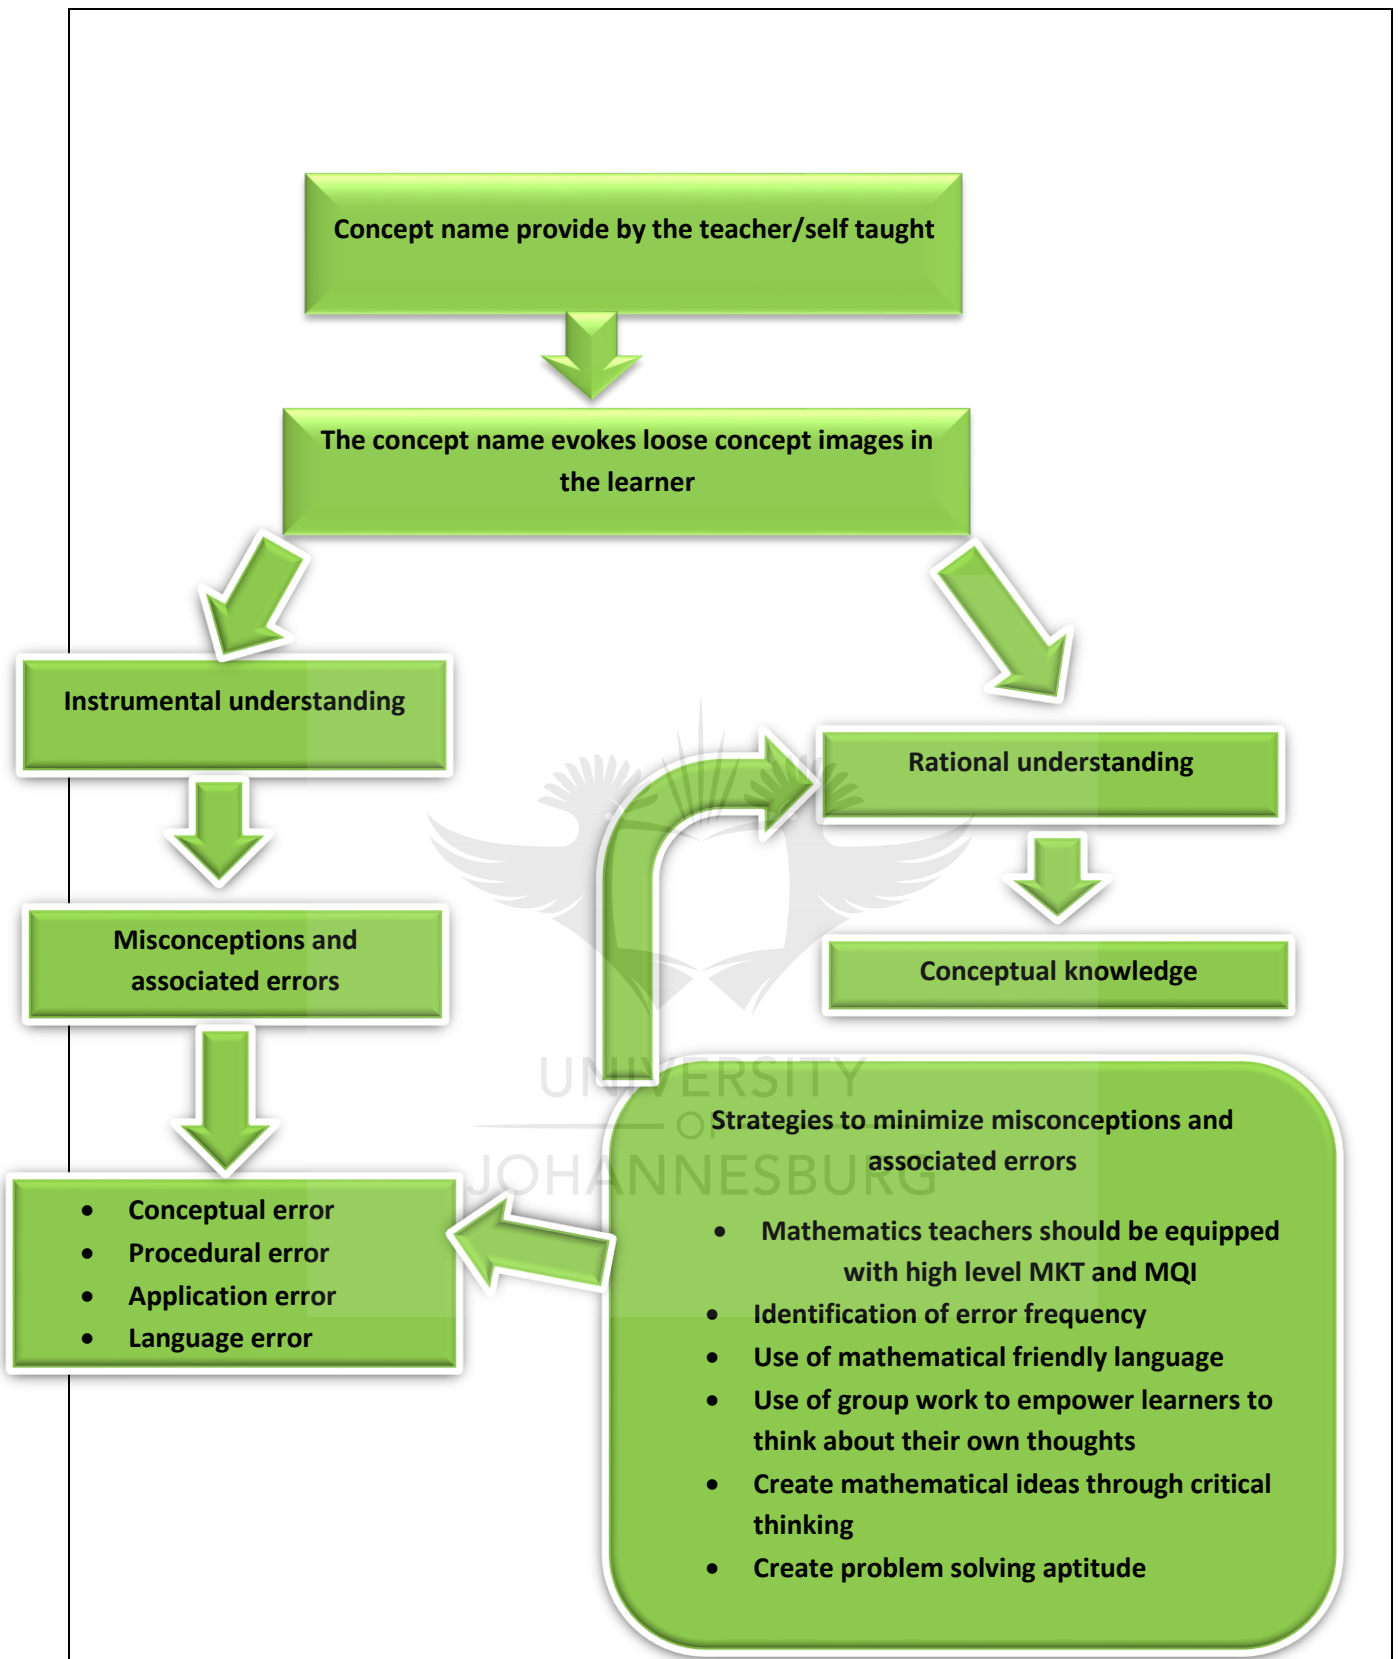 Concept name provide by the teacher/self taught
The concept name evokes loose concept images in
the learner
Instrumental understanding
Rational understanding
Misconceptions and
associated errors
Conceptual knowledge
UNIVERSITY
OF
JOHANNESBURG
• Conceptual error
• Procedural error
• Application error
• Language error
Strategies to minimize misconceptions and
associated errors
• Mathematics teachers should be equipped
with high level MKT and MQI
• Identification of error frequency
• Use of mathematical friendly language
• Use of group work to empower learners to
think about their own thoughts
• Create mathematical ideas through critical
thinking
• Create problem solving aptitude